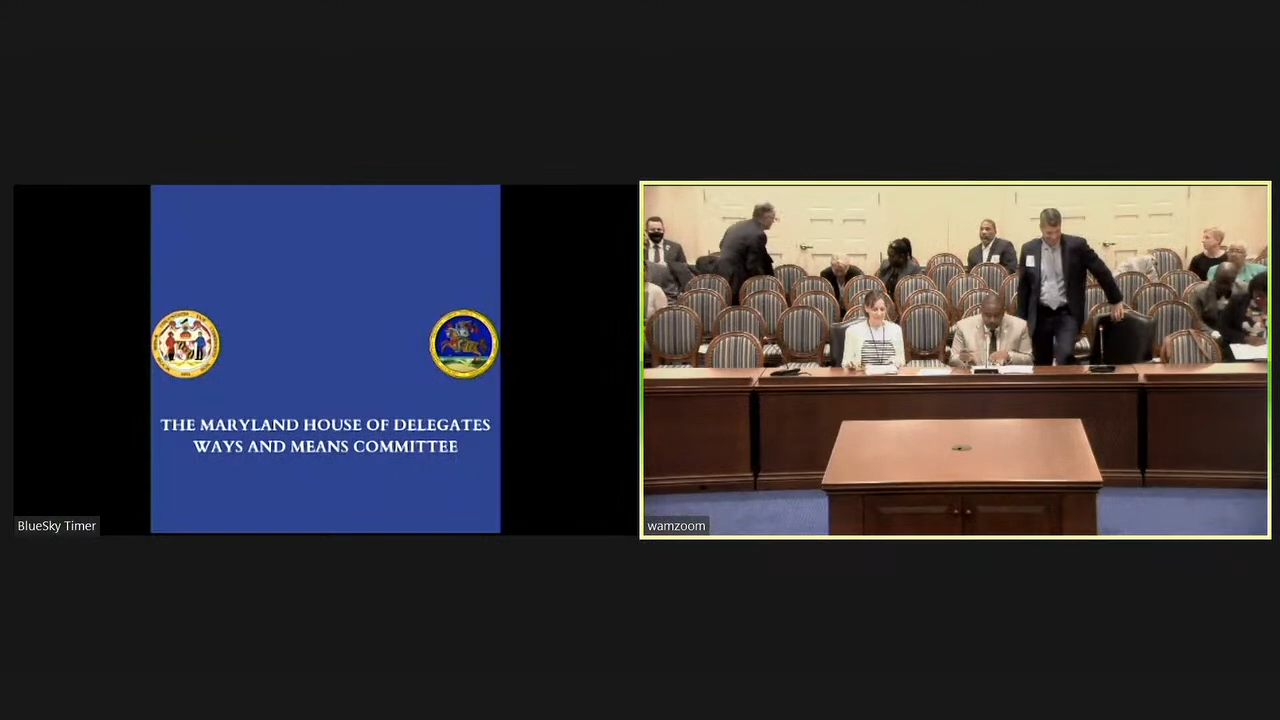 THE MARYLAND HOUSE OF DELEGATES
WAYS AND MEANS COMMITTEE
BlueSky Timer
wamzoom